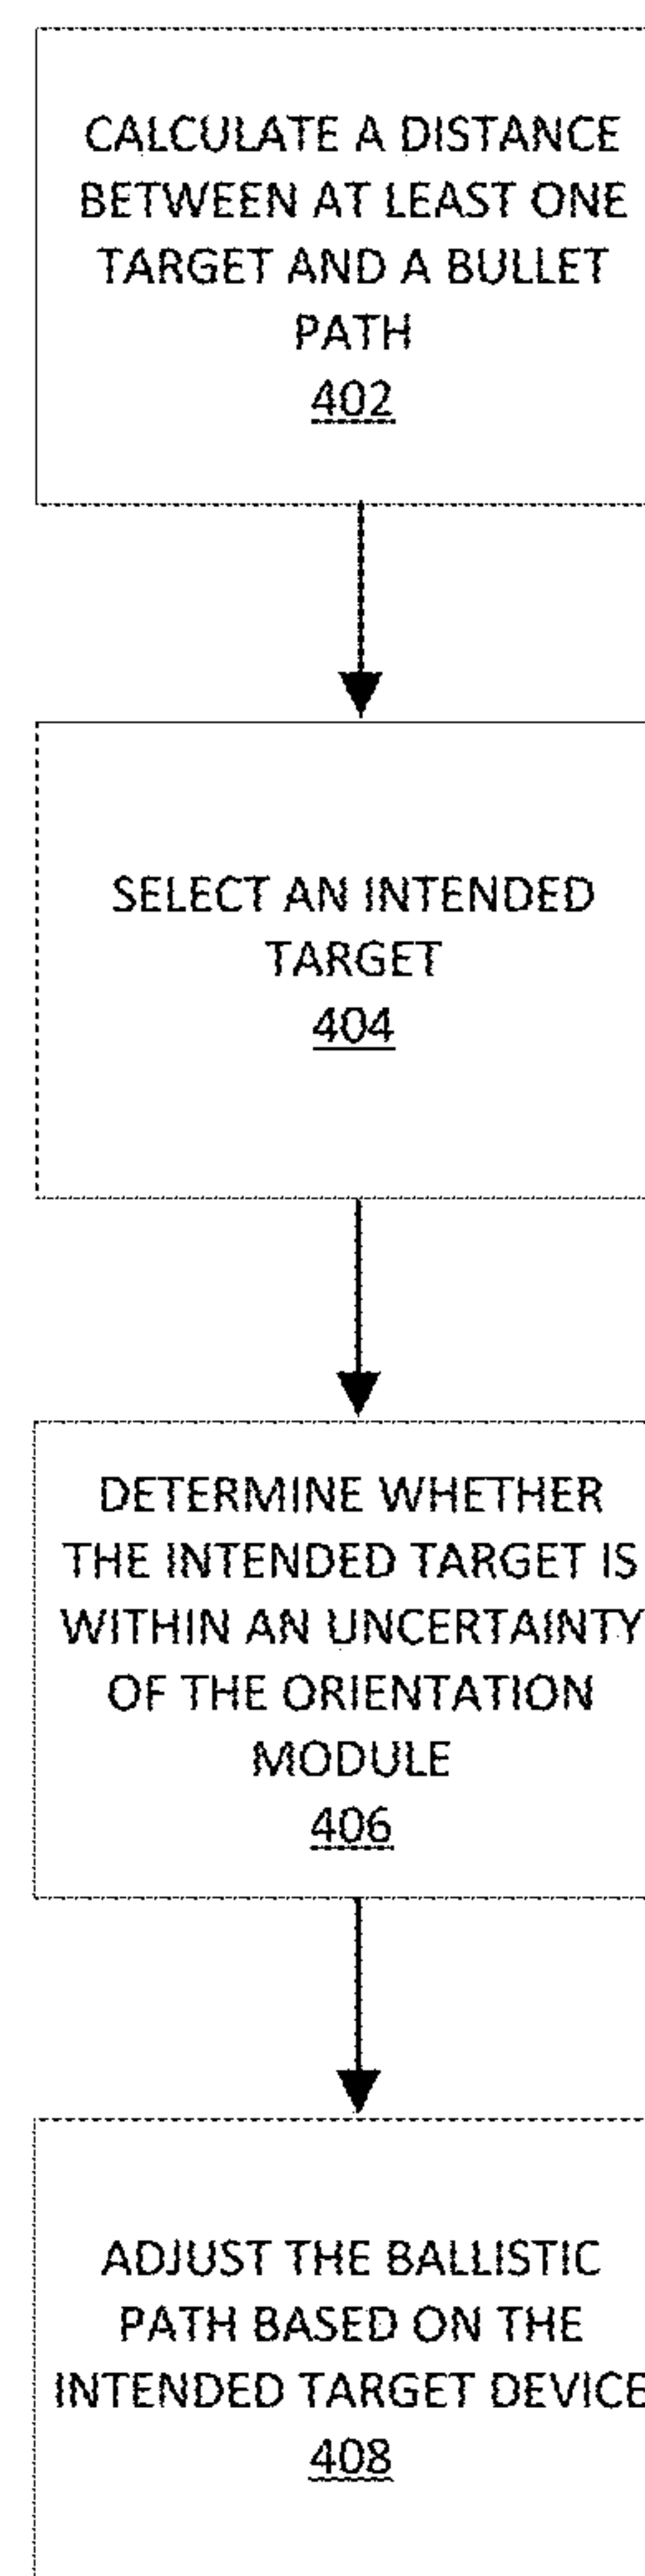 CALCULATE A DISTANCE
BETWEEN AT LEAST ONE
TARGET AND A BULLET
PATH
402
SELECT AN INTENDED
TARGET
404
DETERMINE WHETHER
THE INTENDED TARGET IS
WITHIN AN UNCERTAINTY
OF THE ORIENTATION
MODULE
406
ADJUST THE BALLISTIC
PATH BASED ON THE
INTENDED TARGET DEVICE
408